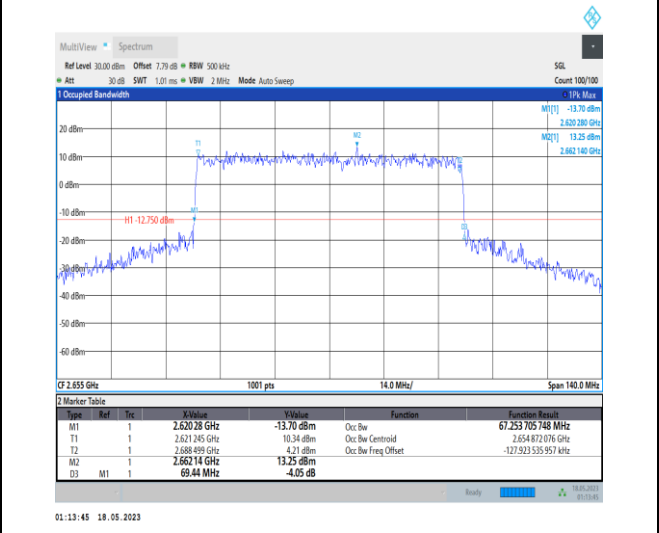 MultiView Spectrum
Ref Level 30.00 dBm Offset 7.79 dB RBW 500 kHz SGL
Att 30 dB SWT 1.01 ms VBW 2 MHz Mode Auto Sweep Count 100/100
1 Occupied Bandwidth 1Pk Max
M1[1] -13.70 dBm
2.620 280 GHz
M2[1] 13.25 dBm
2.662 140 GHz
20 dBm
T1
M2
10 dBm
0 dBm
-10 dBm
M1
H1 -12.750 dBm
D3
-20 dBm
-30 dBm
-40 dBm
-50 dBm
-60 dBm
CF 2.655 GHz 1001 pts 14.0 MHz/ Span 140.0 MHz
2 Marker Table
Type Ref Trc X-Value Y-Value Function Function Result
M1 1 2.62028 GHz -13.70 dBm Occ Bw 67.253 705 748 MHz
T1 1 2.621 245 GHz 10.34 dBm Occ Bw Centroid 2.654 872 076 GHz
T2 1 2.688 499 GHz 4.21 dBm Occ Bw Freq Offset -127.923 535 957 kHz
M2 1 2.66214 GHz 13.25 dBm
D3 M1 1 69.44 MHz -4.05 dB
Ready 18.05.2023
01:13:45
01:13:45 18.05.2023